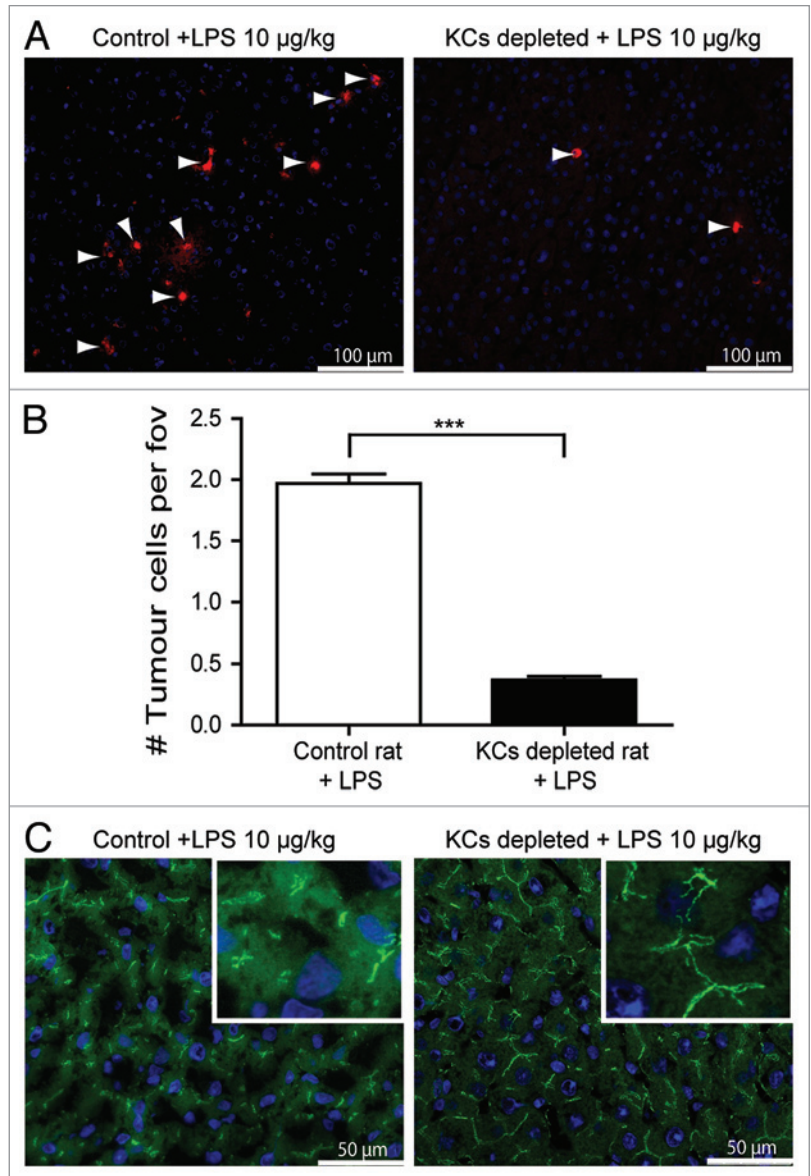 A
Control +LPS 10 µg/kg
KCs depleted + LPS 10 µg/kg
100 µm
100 µm
B
# Tumour cells per fov
2.5
2.0
1.5
1.0
0.5
0.0
***
Control rat
+ LPS
KCs depleted rat
+ LPS
C
Control +LPS 10 µg/kg
KCs depleted + LPS 10 µg/kg
50 µm
50 µm